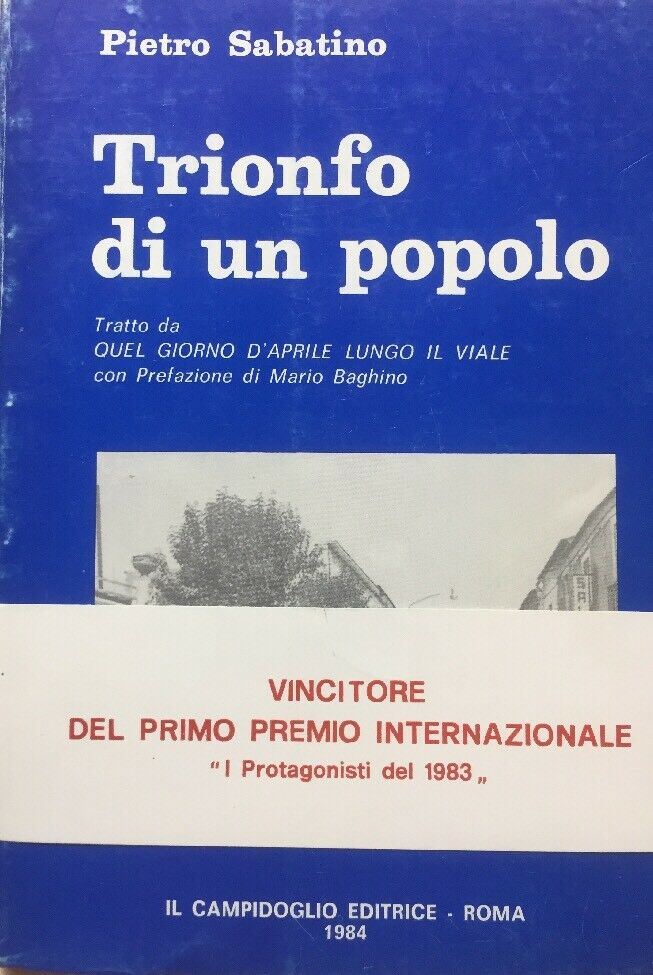 Pietro Sabatino
Trionfo
di un popolo
Tratto da
QUEL GIORNO D'APRILE LUNGO IL VIALE
con Prefazione di Mario Baghino
VINCITORE
DEL PRIMO PREMIO INTERNAZIONALE
"I Protagonisti del 1983„
IL CAMPIDOGLIO EDITRICE - ROMA
1984